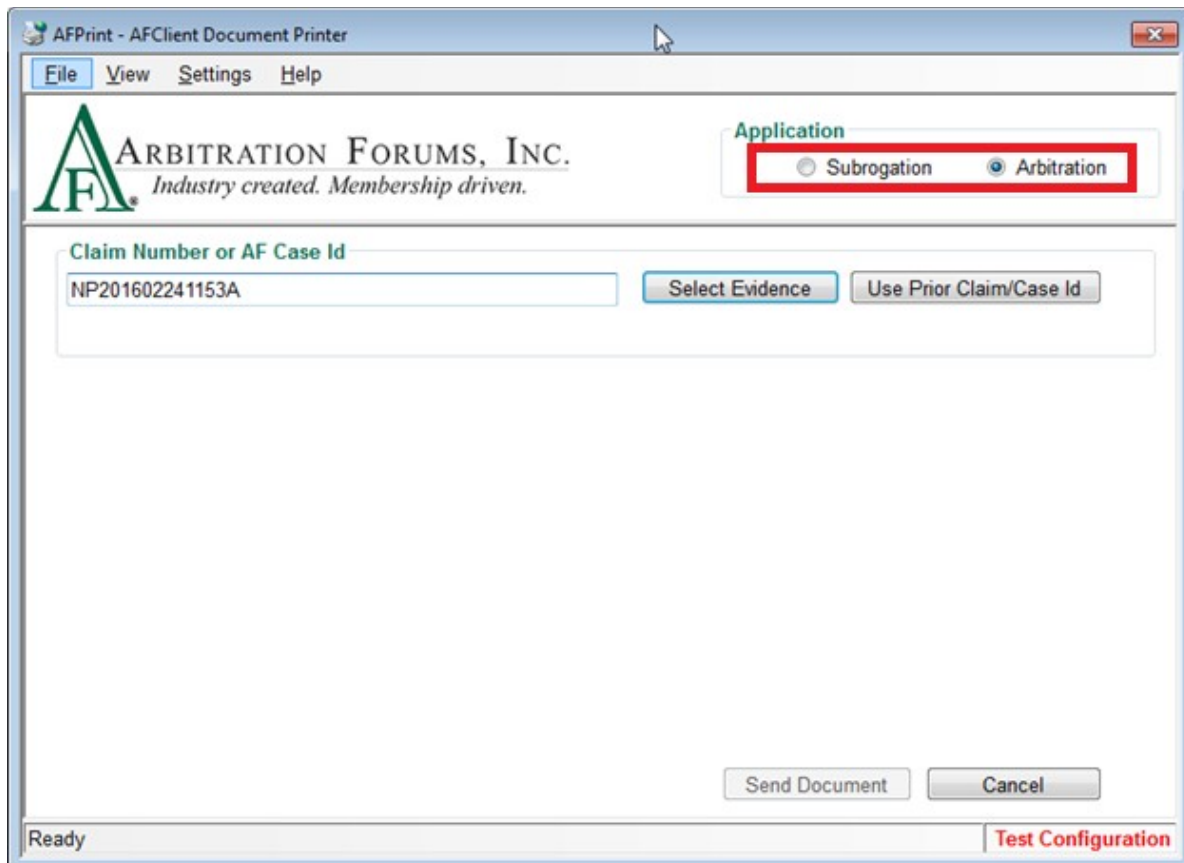 AFPrint - AFClient Document Printer
File View Settings Help
AF®
ARBITRATION FORUMS, INC.
Industry created. Membership driven.
Application
Subrogation Arbitration
Claim Number or AF Case Id
NP201602241153A Select Evidence Use Prior Claim/Case Id
Send Document Cancel
Ready Test Configuration